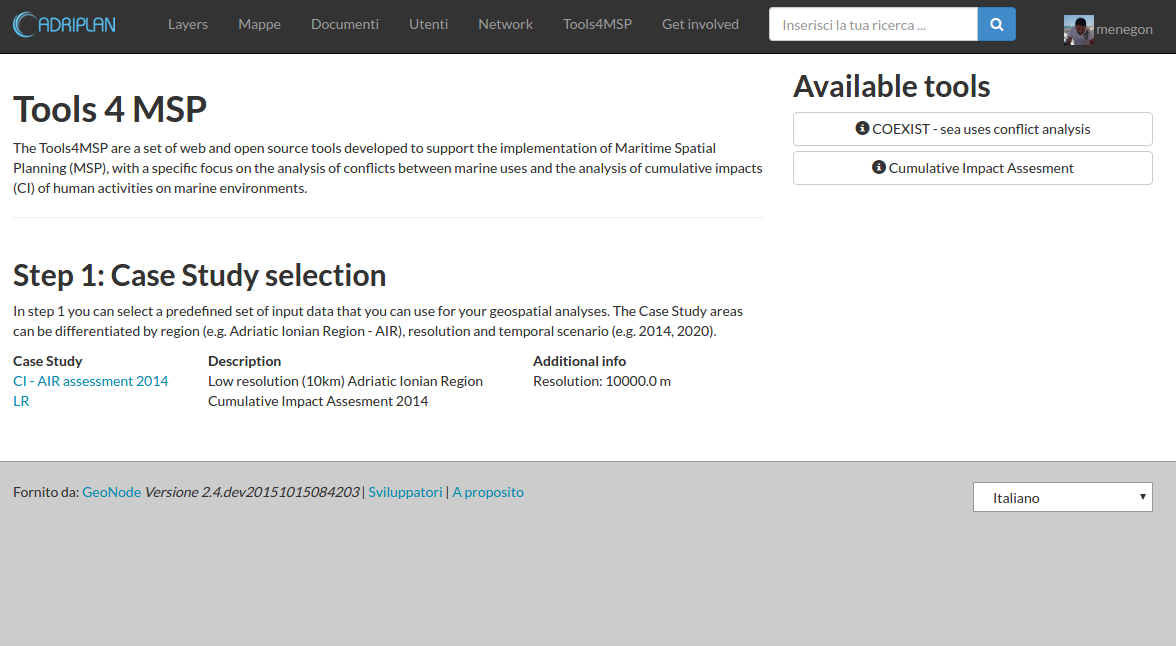 ADRIPLAN Layers Mappe Documenti Utenti Network Tools4MSP Get involved Inserisci la tua ricerca ... menegon
Tools 4 MSP
The Tools4MSP are a set of web and open source tools developed to support the implementation of Maritime Spatial
Planning (MSP), with a specific focus on the analysis of conflicts between marine uses and the analysis of cumulative impacts
(CI) of human activities on marine environments.
Available tools
COEXIST - sea uses conflict analysis
Cumulative Impact Assesment
Step 1: Case Study selection
In step 1 you can select a predefined set of input data that you can use for your geospatial analyses. The Case Study areas
can be differentiated by region (e.g. Adriatic Ionian Region - AIR), resolution and temporal scenario (e.g. 2014, 2020).
Case Study Description Additional info
CI - AIR assessment 2014 Low resolution (10km) Adriatic Ionian Region Resolution: 10000.0 m
LR Cumulative Impact Assesment 2014
Fornito da: GeoNode Versione 2.4.dev20151015084203 | Sviluppatori | A proposito Italiano